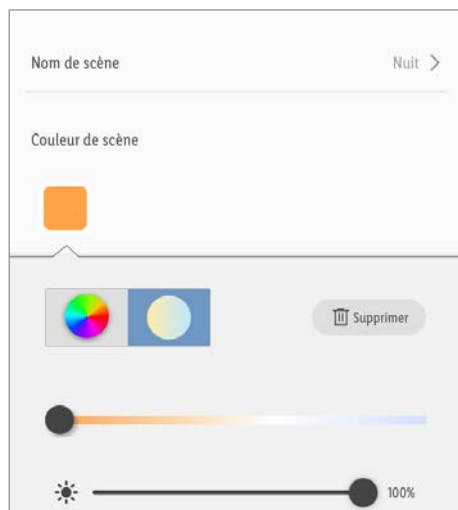 Nom de scène
Nuit
Couleur de scène
Supprimer
100%